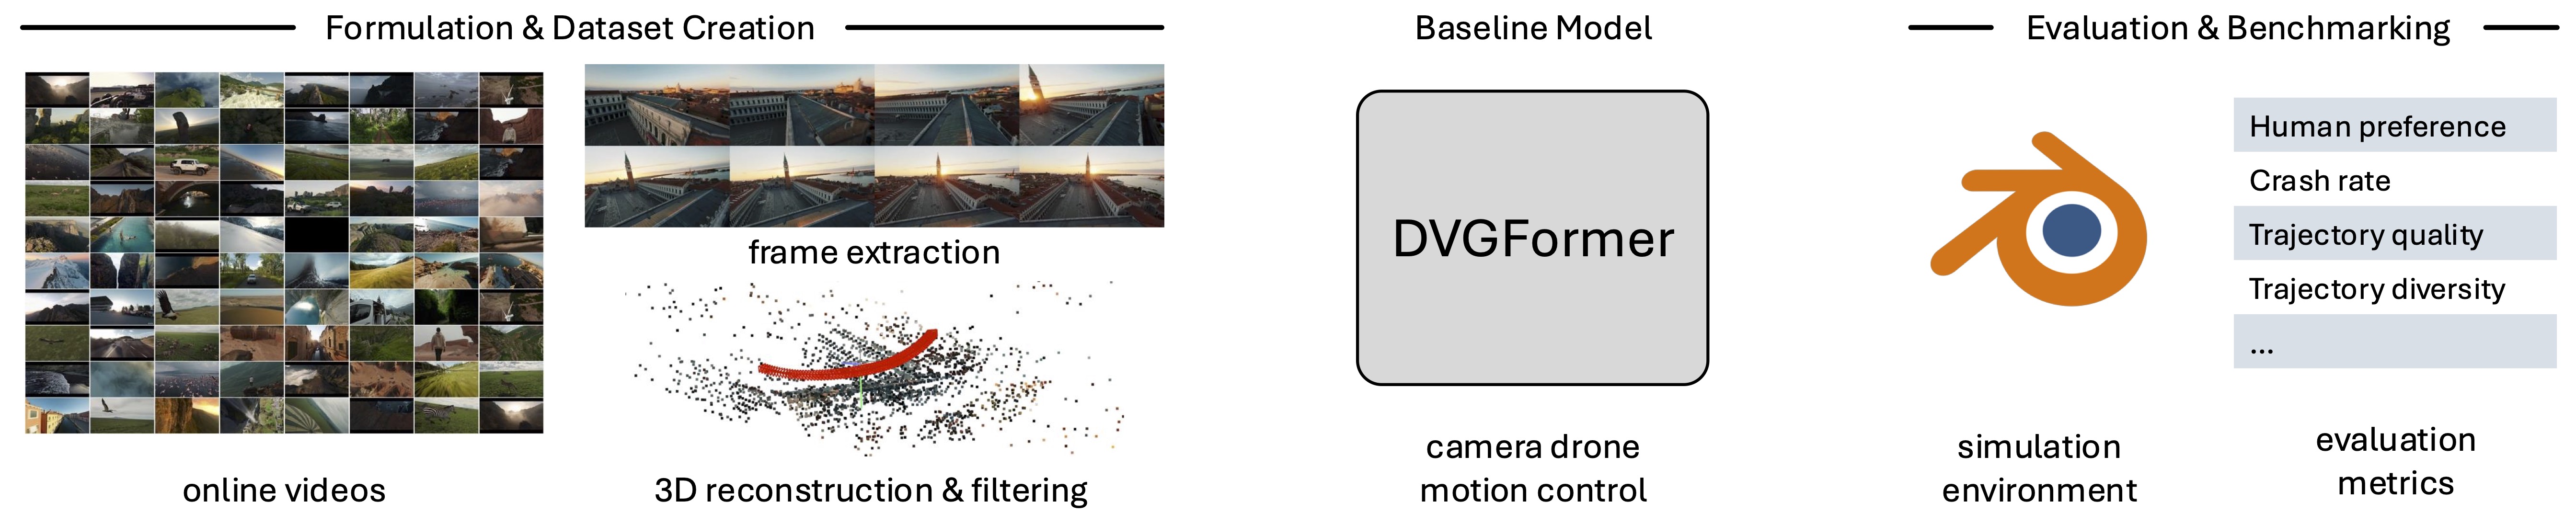 Formulation & Dataset Creation
online videos
frame extraction
3D reconstruction & filtering
Baseline Model
DVGFormer
camera drone
motion control
Evaluation & Benchmarking
simulation
environment
Human preference
Crash rate
Trajectory quality
Trajectory diversity
...
evaluation
metrics